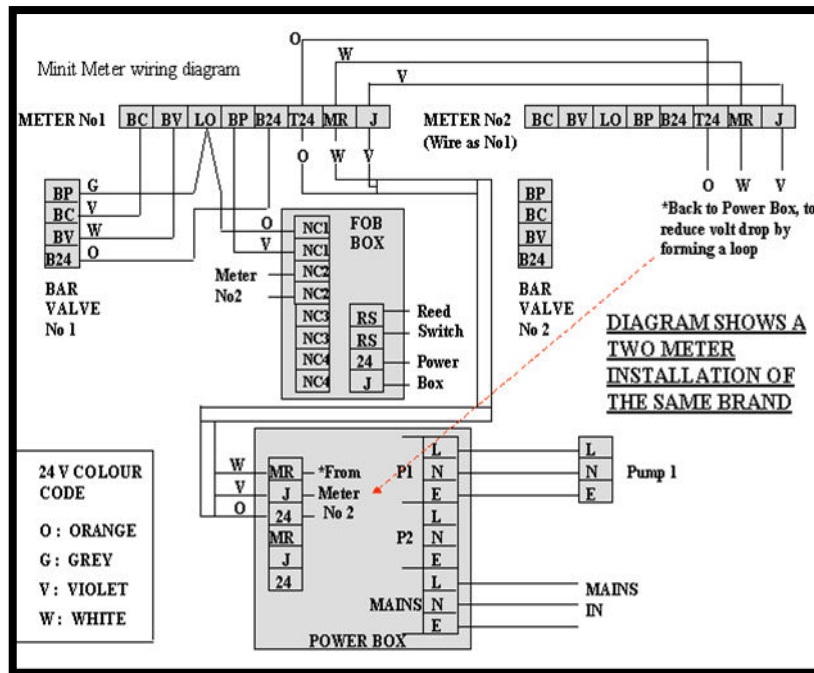 Minit Meter wiring diagram
O
W
V
METER No1 BC BV LO BP B24 T24 MR J
METER No2 BC BV LO BP B24 T24 MR J
(Wire as No1)
O W V
O W V
*Back to Power Box, to
reduce volt drop by
forming a loop
BP G
BC V
BV W
B24 O
BAR
VALVE
No 1
O NC1
V NC1
NC2
NC2
NC3
NC3
NC4
NC4
Meter
No2
FOB
BOX
RS
RS
24
J
Reed
Switch
Power
Box
BP
BC
BV
B24
BAR
VALVE
No 2
DIAGRAM SHOWS A
TWO METER
INSTALLATION OF
THE SAME BRAND
24 V COLOUR
CODE
O : ORANGE
G : GREY
V : VIOLET
W : WHITE
W MR *From
V J Meter
O 24 No 2
MR
J
24
P1
L
N
E
P2
L
N
E
MAINS
L
N
E
POWER BOX
L
N
E
Pump 1
MAINS
IN